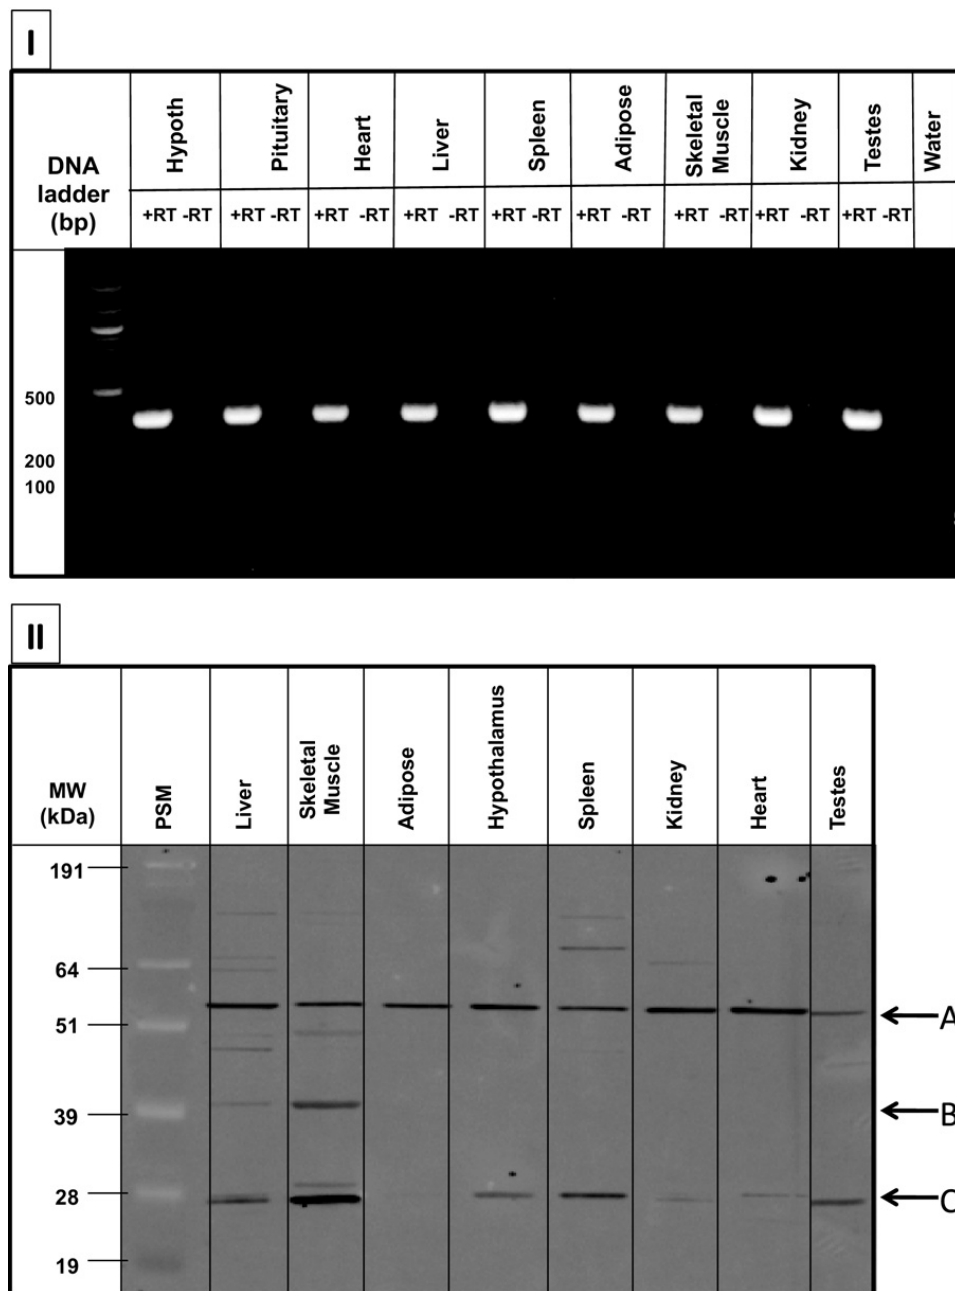 I
DNA
ladder
(bp)
Hypoth
Pituitary
Heart
Liver
Spleen
Adipose
Skeletal
Muscle
Kidney
Testes
Water
+RT -RT +RT -RT +RT -RT +RT -RT +RT -RT +RT -RT +RT -RT +RT -RT +RT -RT
500
200
100
II
MW
(kDa)
PSM
Liver
Skeletal
Muscle
Adipose
Hypothalamus
Spleen
Kidney
Heart
Testes
191
64
51
A
39
B
28
C
19